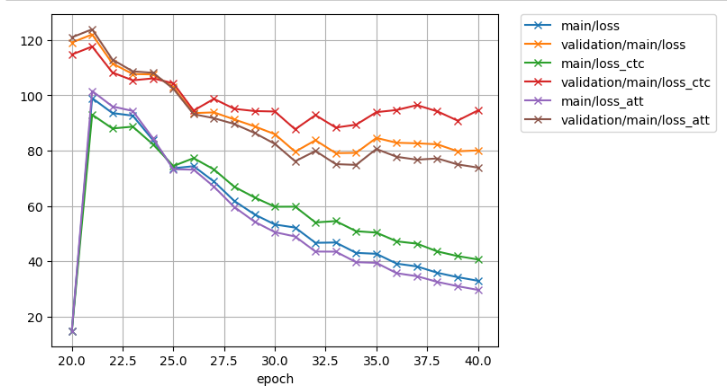 120
100
80
60
40
20
20.0 22.5 25.0 27.5 30.0 32.5 35.0 37.5 40.0
epoch
main/loss
validation/main/loss
main/loss_ctc
validation/main/loss_ctc
main/loss_att
validation/main/loss_att